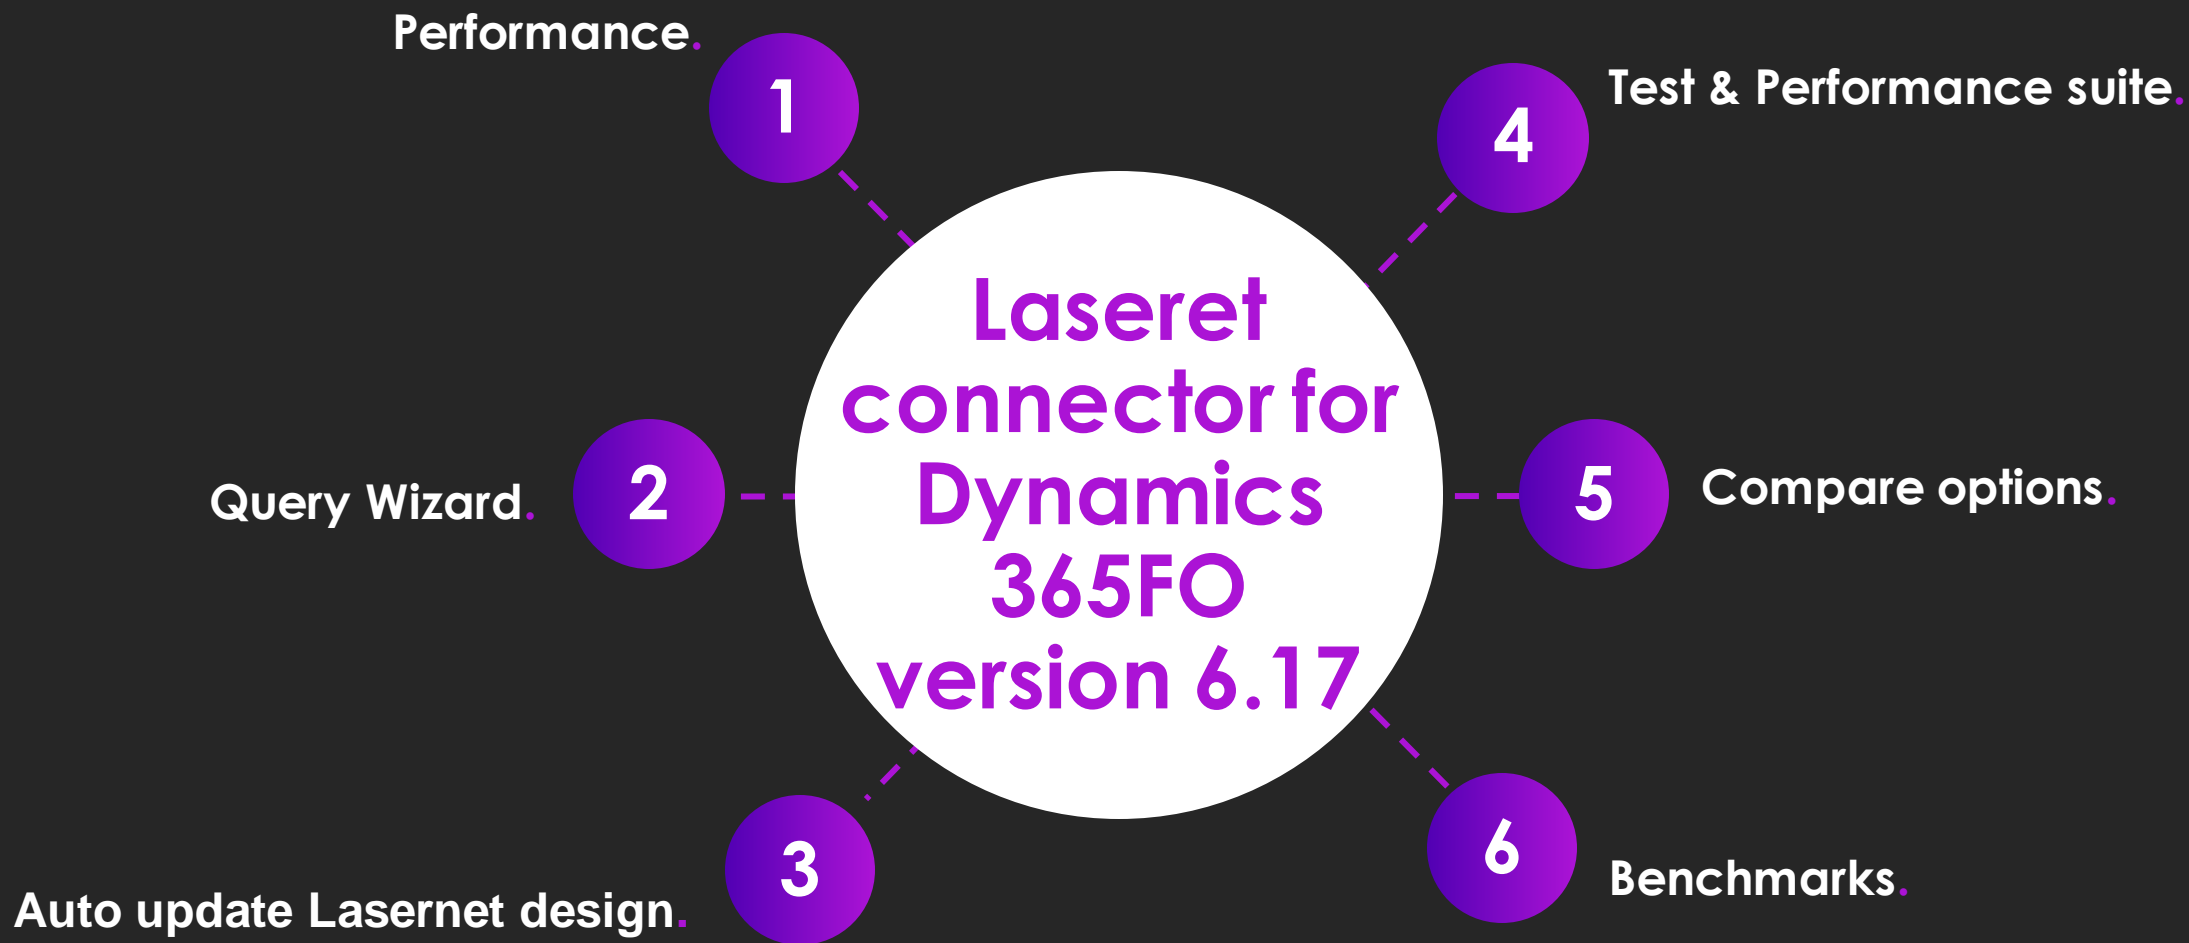 Performance.
1
Query Wizard.
2
Auto update Lasernet design.
3
Laseret
connector for
Dynamics
365FO
version 6.17
4
Test & Performance suite.
5
Compare options.
6
Benchmarks.